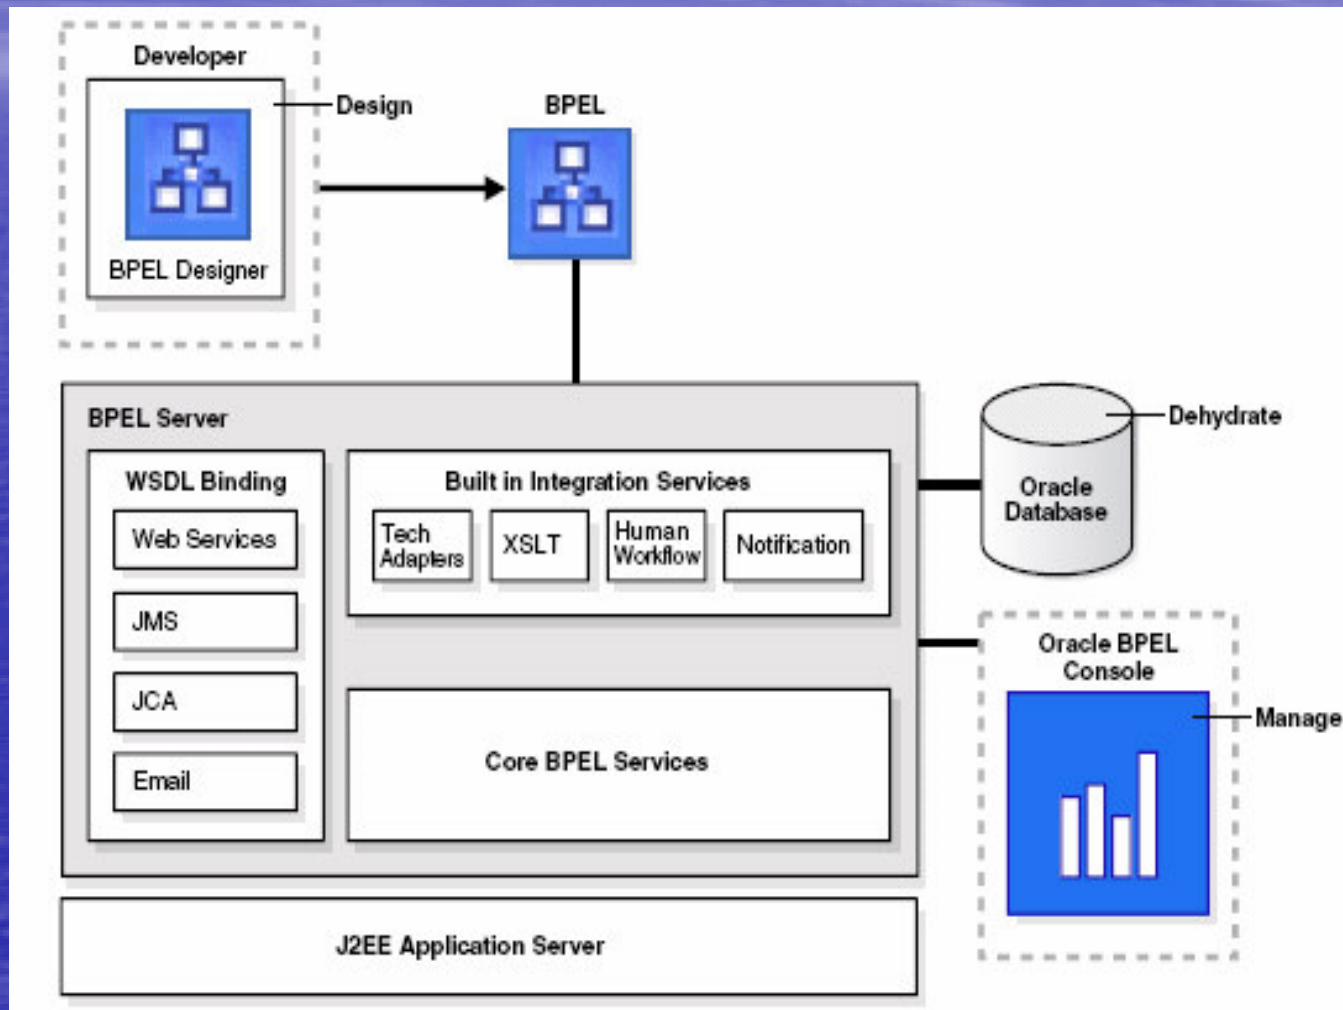 Developer
Design
BPEL
BPEL Designer
BPEL Server
Dehydrate
WSDL Binding
Web Services
JMS
JCA
Email
Built in Integration Services
Tech
Adapters
XSLT
Human
Workflow
Notification
Core BPEL Services
Oracle
Database
Oracle BPEL
Console
Manage
J2EE Application Server